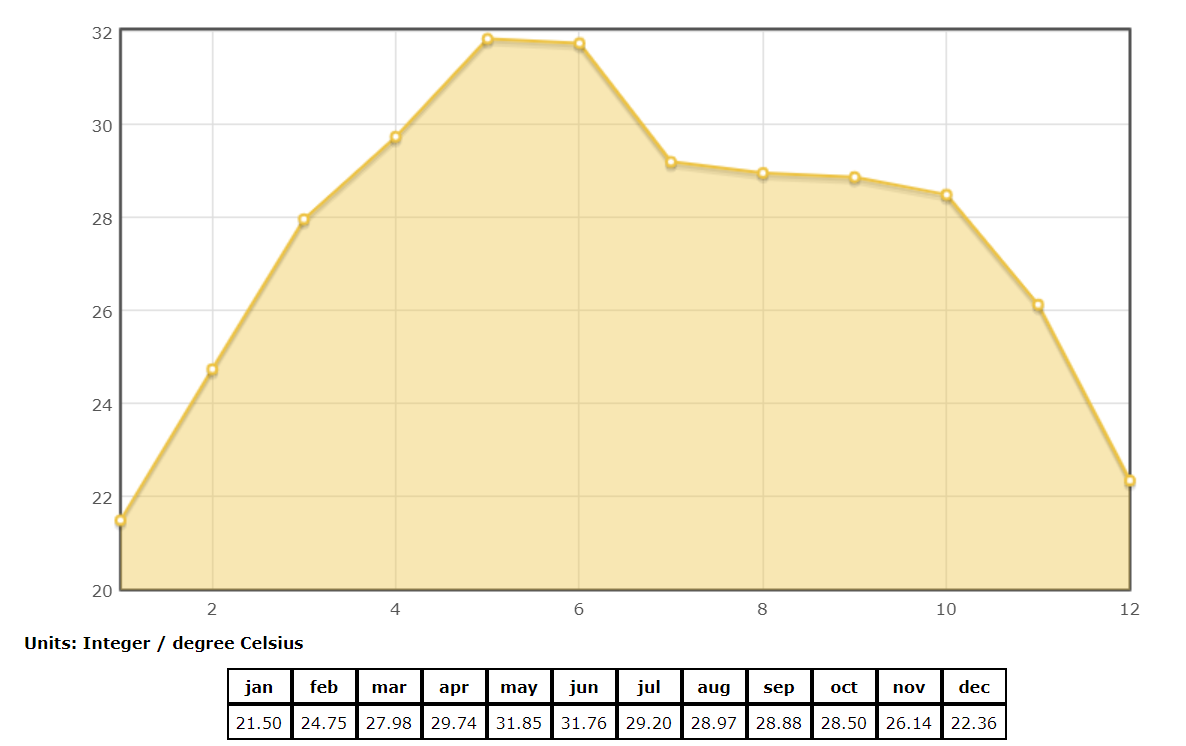 32
30
28
26
24
22
20
2 4 6 8 10 12
Units: Integer / degree Celsius
jan feb mar apr may jun jul aug sep oct nov dec
21.50 24.75 27.98 29.74 31.85 31.76 29.20 28.97 28.88 28.50 26.14 22.36